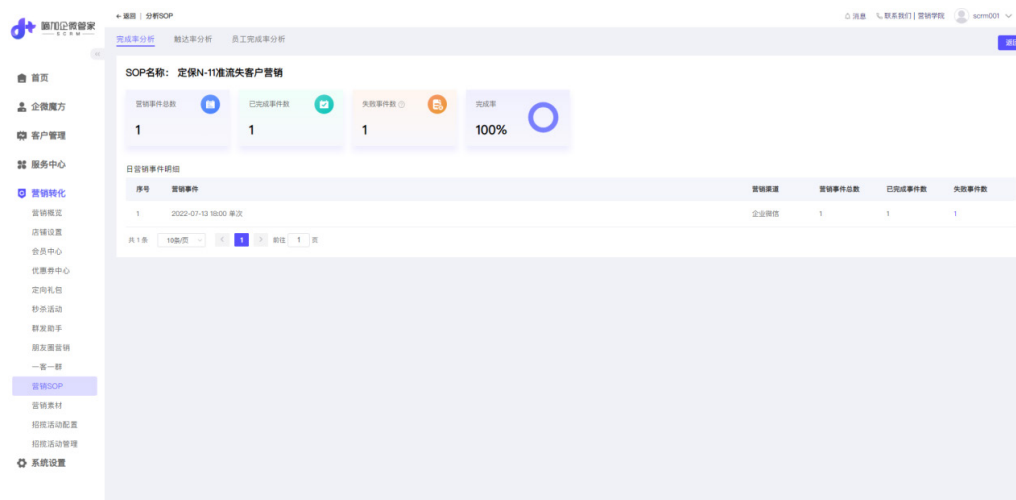 嗨加企微管家
SCRM
← 返回 | 分析SOP
消息 联系我们 | 营销学院 scrm001
完成率分析 触达率分析 员工完成率分析
SOP名称： 定保N-11准流失客户营销
营销事件总数 已完成事件数 失败事件数 完成率
1 1 1 100%
日营销事件明细
序号 营销事件 营销渠道 营销事件总数 已完成事件数 失败事件数
1 2022-07-13 18:00 单次 企业微信 1 1 1
共 1 条 10条/页 < 1 > 前往 1 页
首页
企微魔方
客户管理
服务中心
营销转化
营销概览
店铺设置
会员中心
优惠券中心
定向礼包
秒杀活动
群发助手
朋友圈营销
一客一群
营销SOP
营销素材
招揽活动配置
招揽活动管理
系统设置